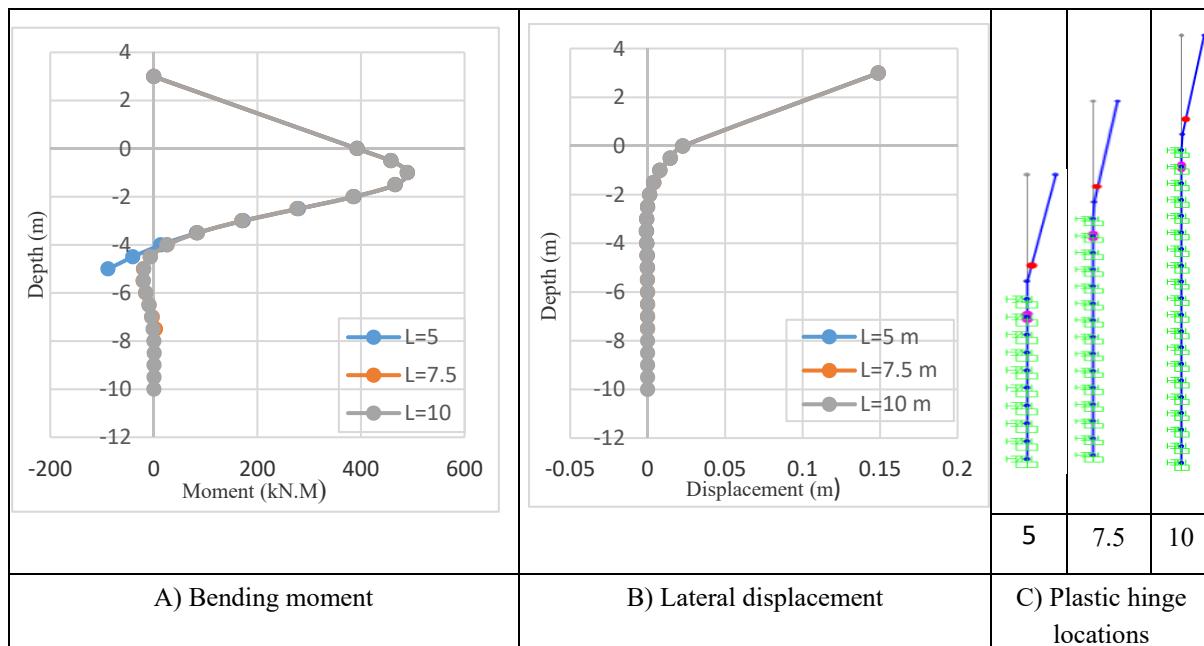 4
2
0
-2
-4
-6
-8
-10
-12
-200
0
200
400
600
Depth (m)
Moment (kN.M)
L=5
L=7.5
L=10
4
2
0
-2
-4
-6
-8
-10
-12
-0.05
0
0.05
0.1
0.15
0.2
Depth (m)
Displacement (m)
L=5 m
L=7.5 m
L=10 m
5
7.5
10
A) Bending moment
B) Lateral displacement
C) Plastic hinge
locations